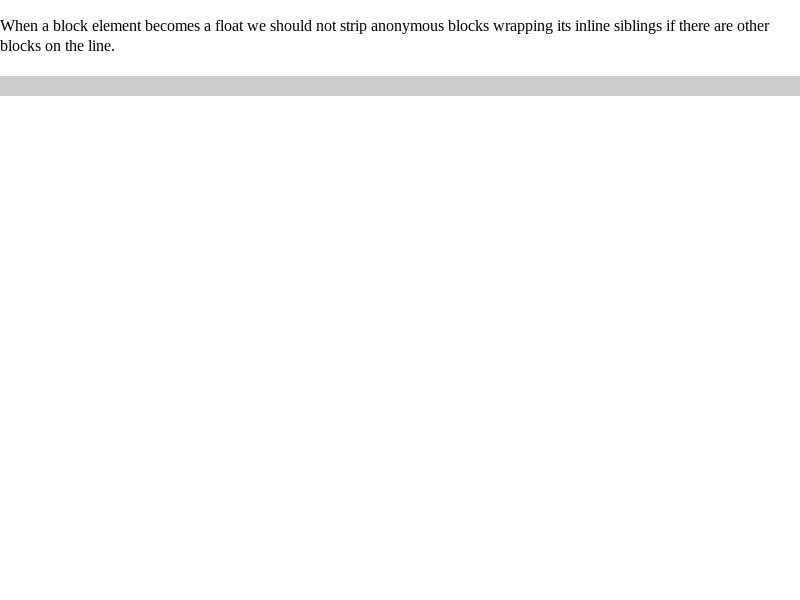 When a block element becomes a float we should not strip anonymous blocks wrapping its inline siblings if there are other
blocks on the line.